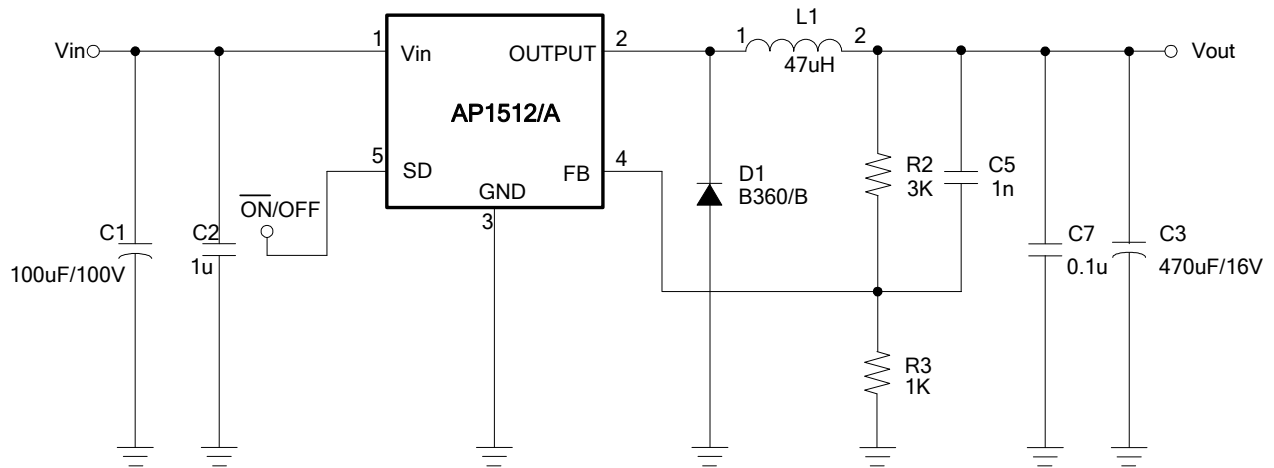 L1
Vin
1
Vin
OUTPUT
2
1
2
Vout
47uH
AP1512/A
5
SD
FB
4
D1
B360/B
R2
3K
C5
1n
GND
3
O̅N̅/OFF
C1
100uF/100V
C2
1u
C7
0.1u
C3
470uF/16V
R3
1K